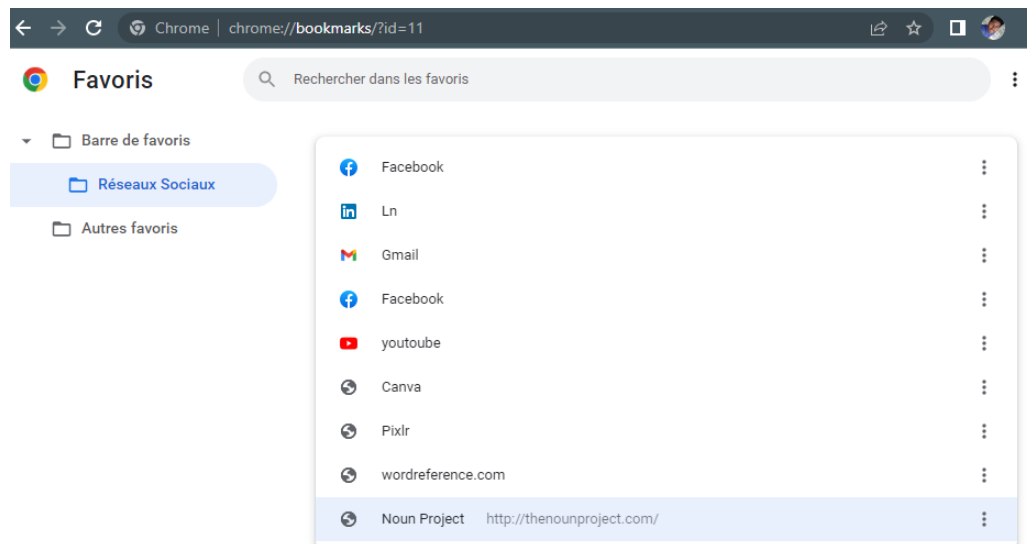 Chrome | chrome://bookmarks/?id=11
Favoris
Rechercher dans les favoris
Barre de favoris
Réseaux Sociaux
Autres favoris
Facebook
Ln
Gmail
Facebook
youtoube
Canva
Pixlr
wordreference.com
Noun Project http://thenounproject.com/